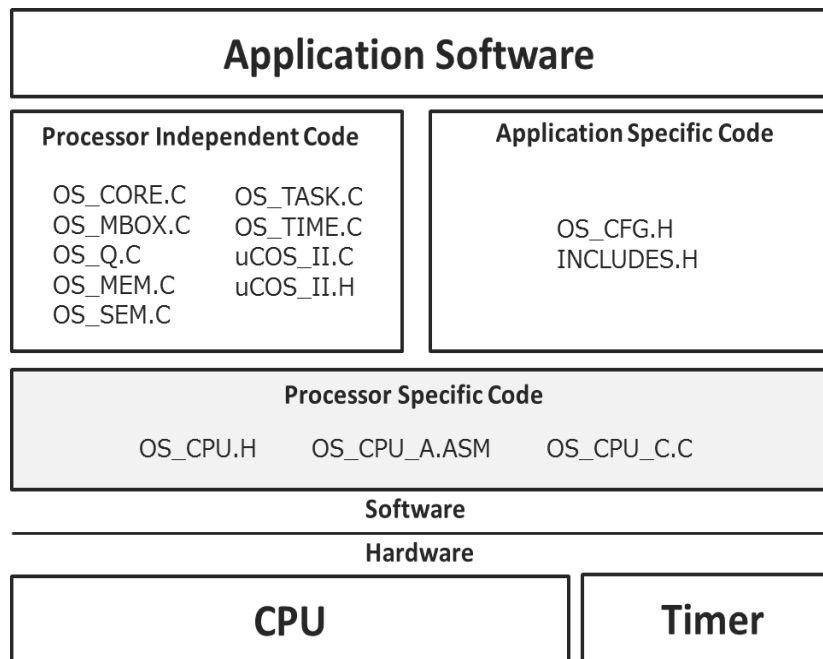 Application Software
Processor Independent Code
OS_CORE.C
OS_MBOX.C
OS_Q.C
OS_MEM.C
OS_SEM.C
OS_TASK.C
OS_TIME.C
uCOS_II.C
uCOS_II.H
Application Specific Code
OS_CFG.H
INCLUDES.H
Processor Specific Code
OS_CPU.H OS_CPU_A.ASM OS_CPU_C.C
Software
Hardware
CPU
Timer